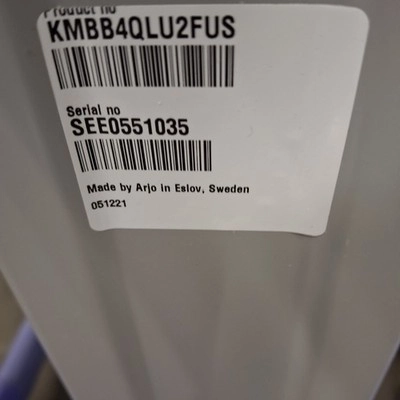 Product no
KMBB4QLU2FUS
Serial no
SEE0551035
Made by Arjo in Eslov, Sweden
051221